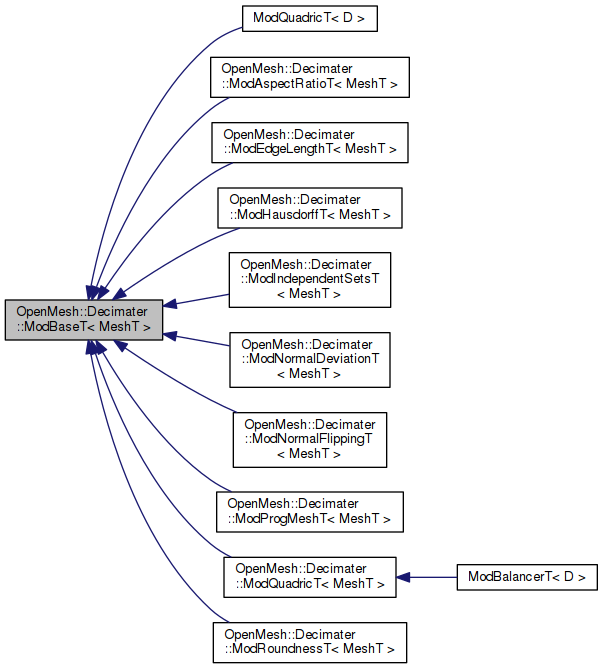 ModQuadricT< D >
OpenMesh::Decimater
::ModAspectRatioT< MeshT >
OpenMesh::Decimater
::ModEdgeLengthT< MeshT >
OpenMesh::Decimater
::ModHausdorffT< MeshT >
OpenMesh::Decimater
::ModIndependentSetsT
< MeshT >
OpenMesh::Decimater
::ModBaseT< MeshT >
OpenMesh::Decimater
::ModNormalDeviationT
< MeshT >
OpenMesh::Decimater
::ModNormalFlippingT
< MeshT >
OpenMesh::Decimater
::ModProgMeshT< MeshT >
OpenMesh::Decimater
::ModQuadricT< MeshT >
ModBalancerT< D >
OpenMesh::Decimater
::ModRoundnessT< MeshT >